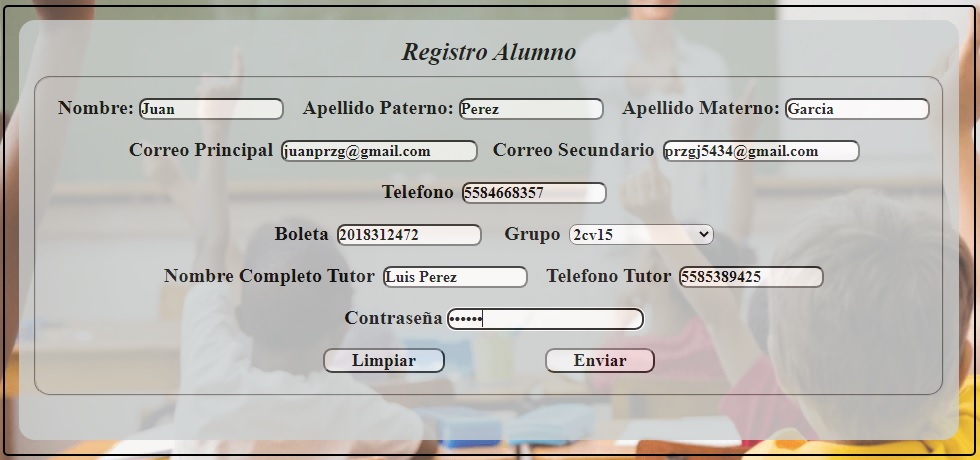 Registro Alumno
Nombre: Juan Apellido Paterno: Perez Apellido Materno: Garcia
Correo Principal juanprzg@gmail.com Correo Secundario przgj5434@gmail.com
Telefono 5584668357
Boleta 2018312472 Grupo 2cv15
Nombre Completo Tutor Luis Perez Telefono Tutor 5585389425
Contraseña ••••••
Limpiar Enviar